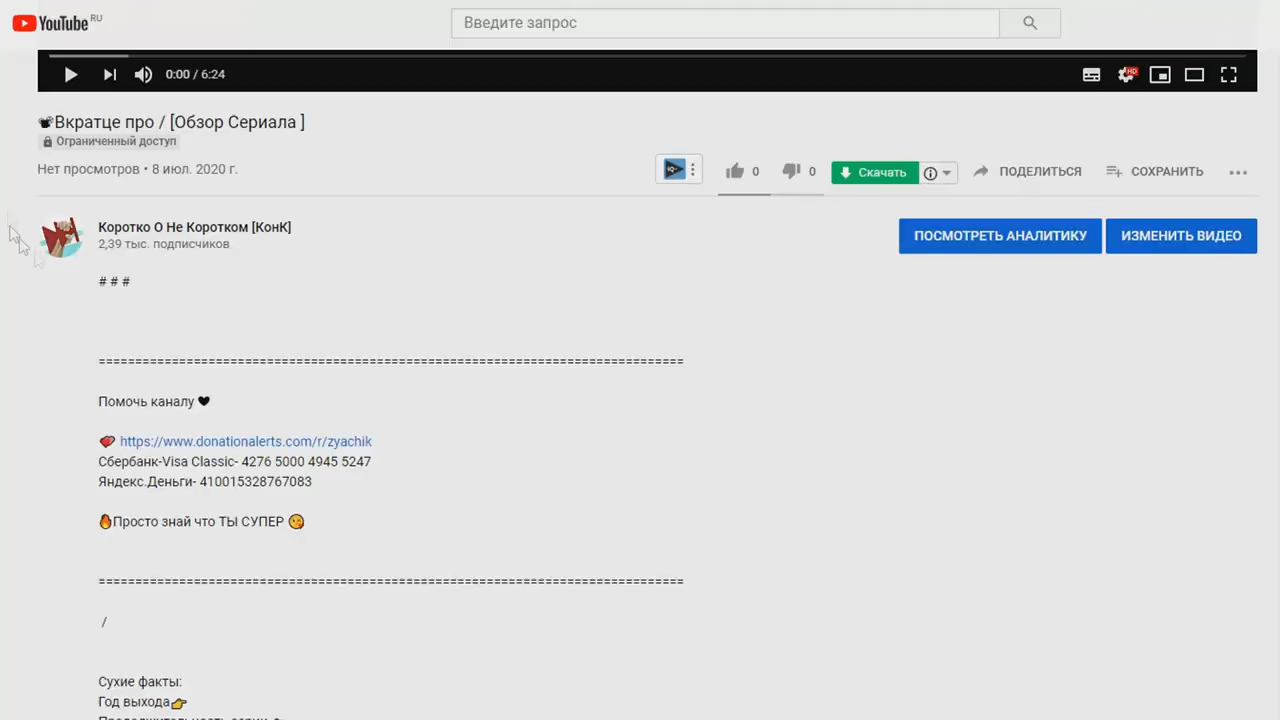 YouTube RU
Введите запрос
0:00 / 6:24
HD
Вкратце про / [Обзор Сериала ]
Ограниченный доступ
Нет просмотров • 8 июл. 2020 г.
0
0
Скачать
ПОДЕЛИТЬСЯ
СОХРАНИТЬ
Коротко О Не Коротком [КонК]
2,39 тыс. подписчиков
ПОСМОТРЕТЬ АНАЛИТИКУ
ИЗМЕНИТЬ ВИДЕО
# # #
================================================================================
Помочь каналу
https://www.donationalerts.com/r/zyachik
Сбербанк-Visa Classic- 4276 5000 4945 5247
Яндекс.Деньги- 410015328767083
Просто знай что ТЫ СУПЕР
================================================================================
/
Сухие факты:
Год выхода
Продолжительность серии